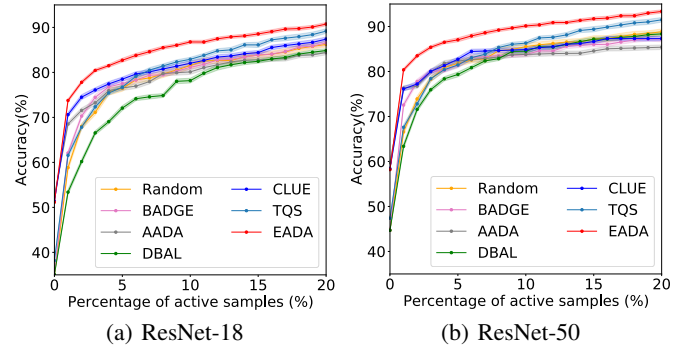 Accuracy(%)
90
80
70
60
50
40
Random
BADGE
AADA
DBAL
CLUE
TQS
EADA
0 5 10 15 20
Percentage of active samples (%)
(a) ResNet-18
Accuracy(%)
90
80
70
60
50
40
Random
BADGE
AADA
DBAL
CLUE
TQS
EADA
0 5 10 15 20
Percentage of active samples (%)
(b) ResNet-50